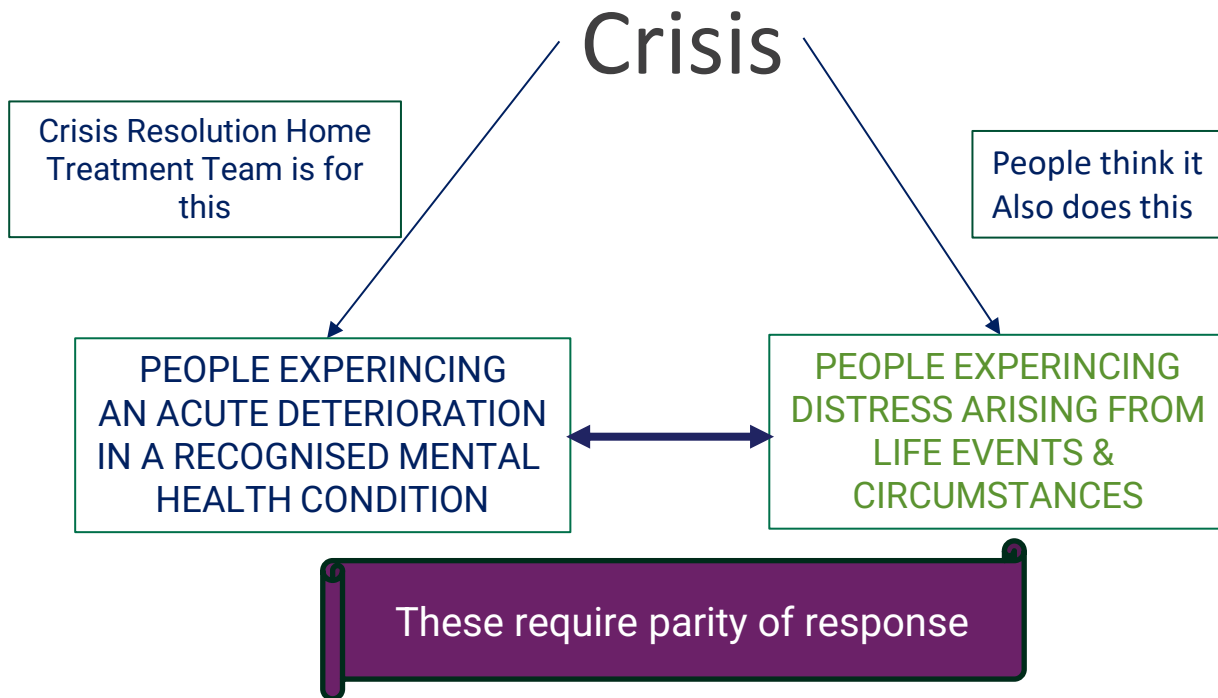 Crisis
Crisis Resolution Home
Treatment Team is for
this
People think it
Also does this
PEOPLE EXPERINCING
AN ACUTE DETERIORATION
IN A RECOGNISED MENTAL
HEALTH CONDITION
PEOPLE EXPERINCING
DISTRESS ARISING FROM
LIFE EVENTS &
CIRCUMSTANCES
These require parity of response